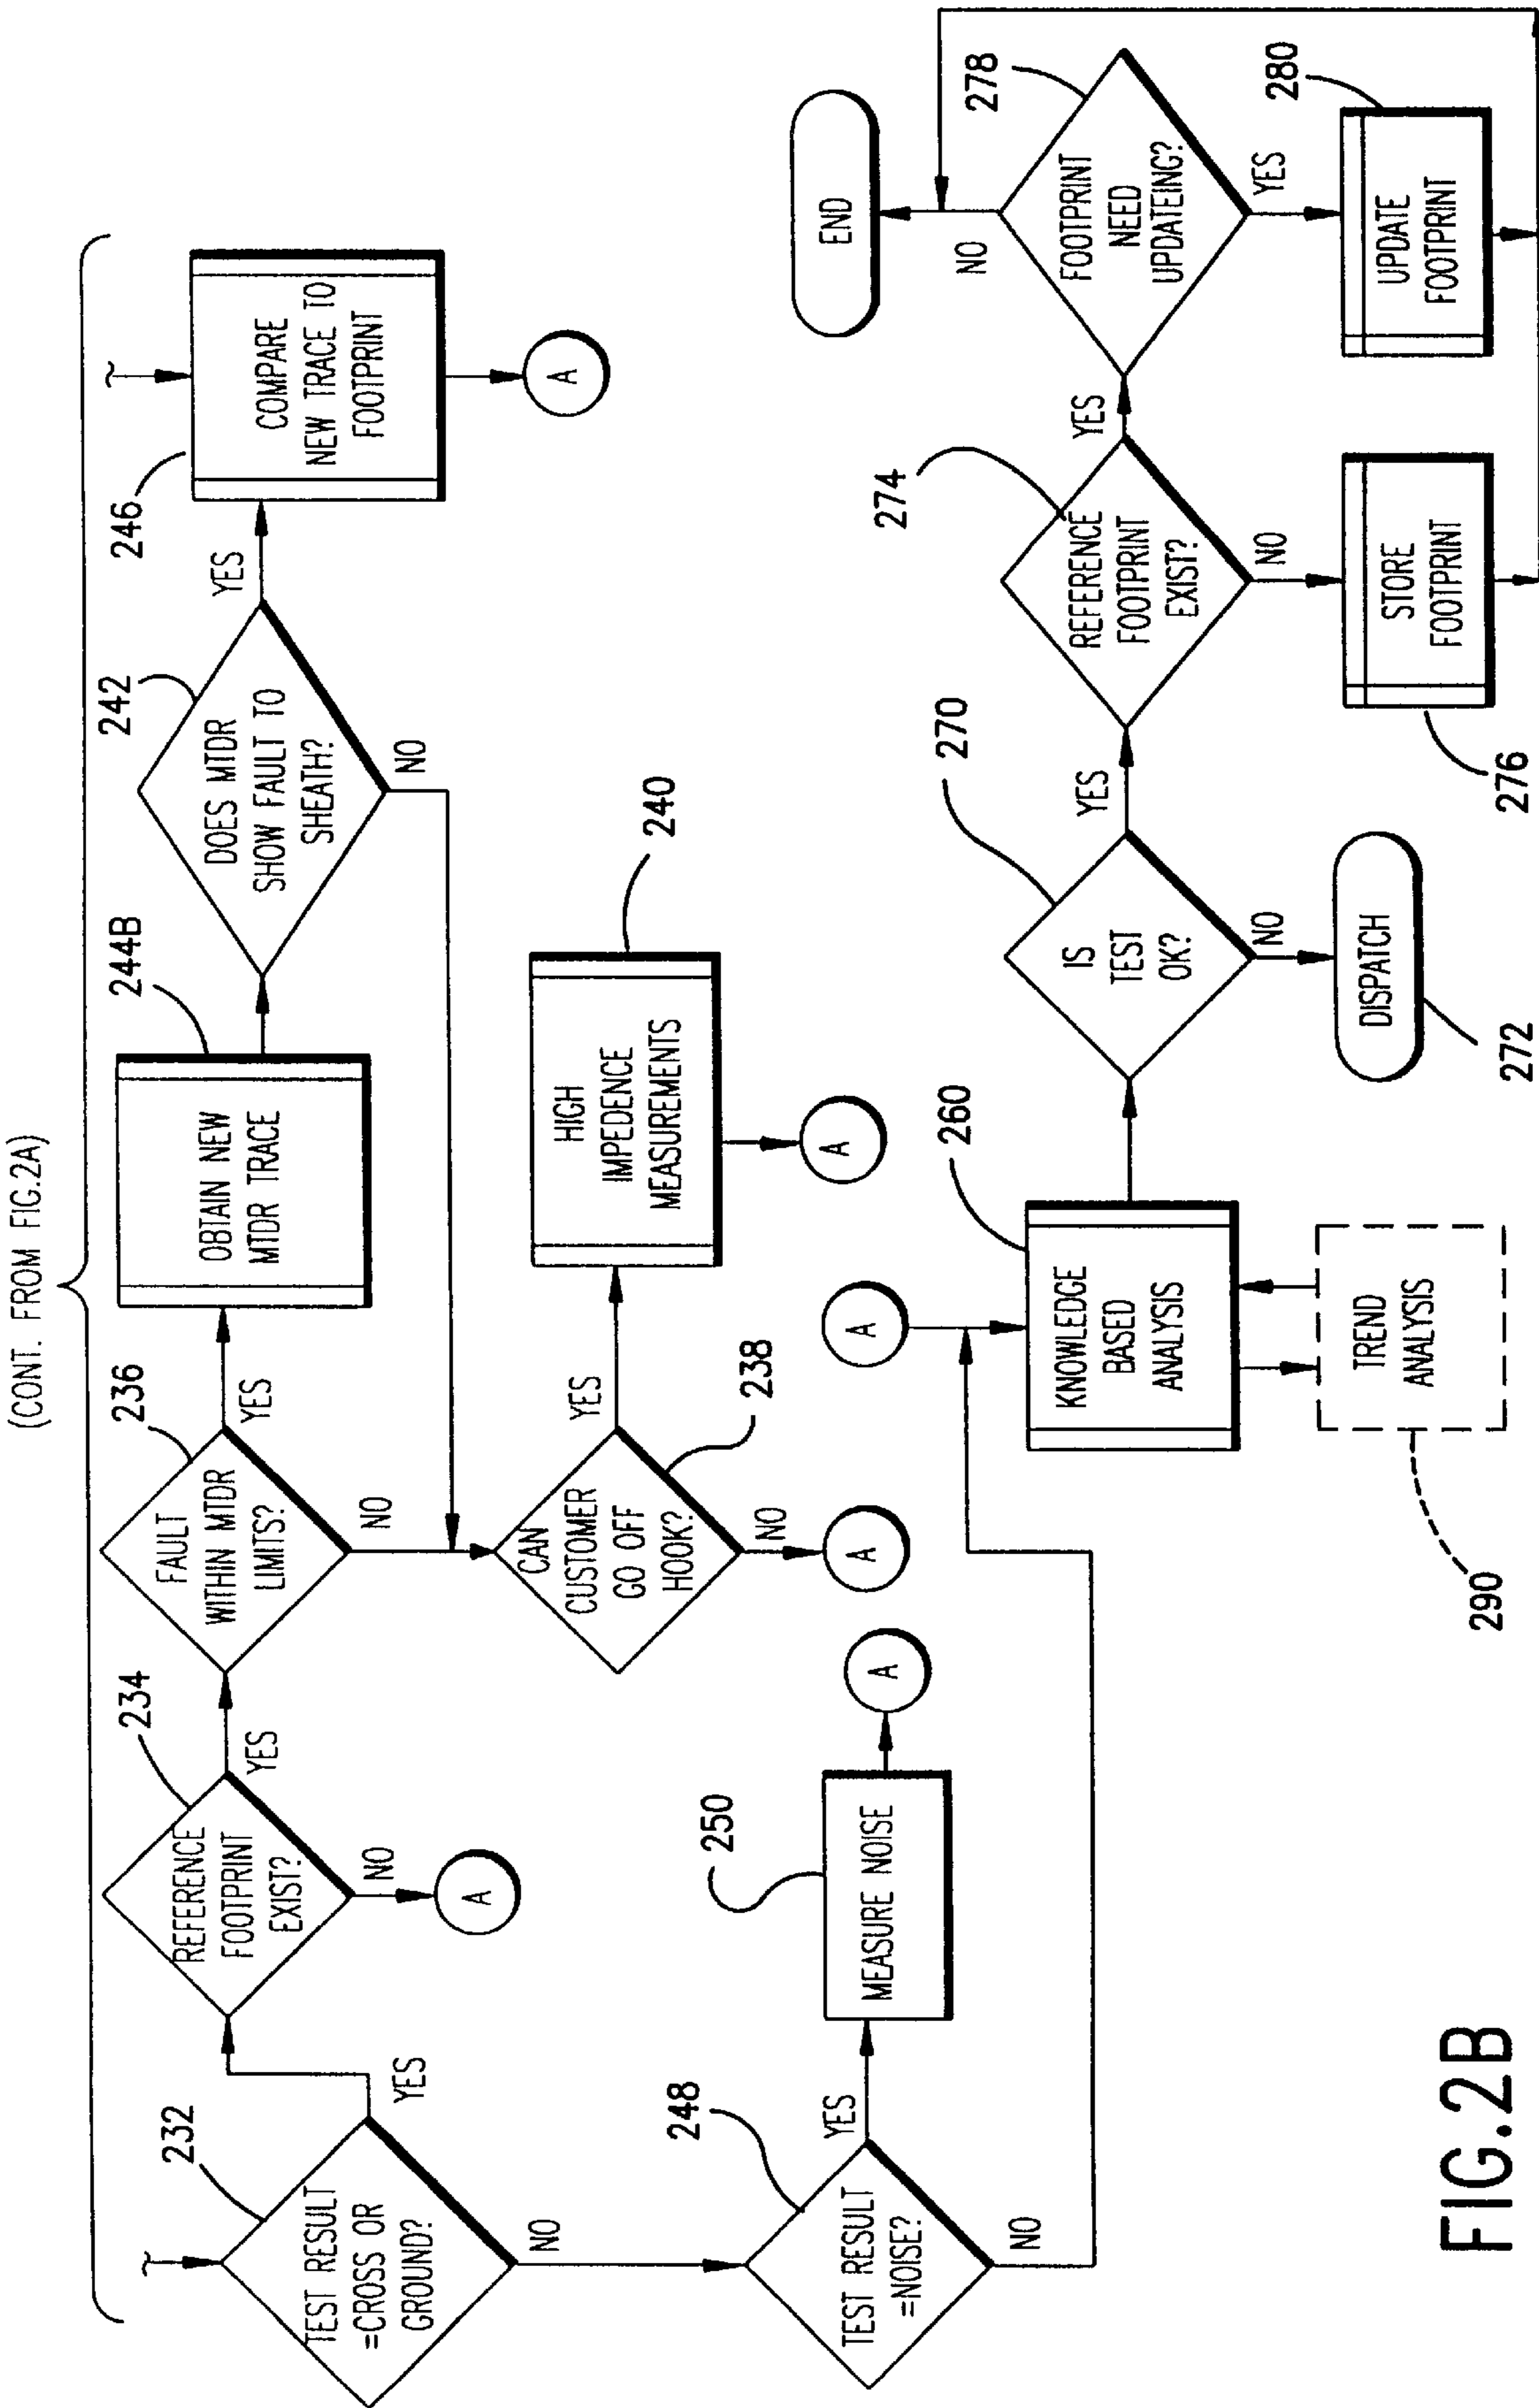 (CONT. FROM FIG.2A)
232
TEST RESULT
=CROSS OR
GROUND?
YES
NO
234
REFERENCE
FOOTPRINT
EXIST?
YES
NO
A
236
FAULT
WITHIN MTDR
LIMITS?
YES
NO
244B
OBTAIN NEW
MTDR TRACE
242
DOES MTDR
SHOW FAULT TO
SHEATH?
YES
NO
246
COMPARE
NEW TRACE TO
FOOTPRINT
A
238
CAN
CUSTOMER
GO OFF
HOOK?
YES
NO
A
240
HIGH
IMPEDENCE
MEASUREMENTS
A
248
TEST RESULT
=NOISE?
YES
NO
250
MEASURE NOISE
A
A
260
KNOWLEDGE
BASED
ANALYSIS
TREND
ANALYSIS
290
270
IS
TEST
OK?
YES
NO
DISPATCH
272
274
REFERENCE
FOOTPRINT
EXIST?
YES
NO
STORE
FOOTPRINT
276
278
FOOTPRINT
NEED
UPDATEING?
NO
YES
END
280
UPDATE
FOOTPRINT
FIG.2B